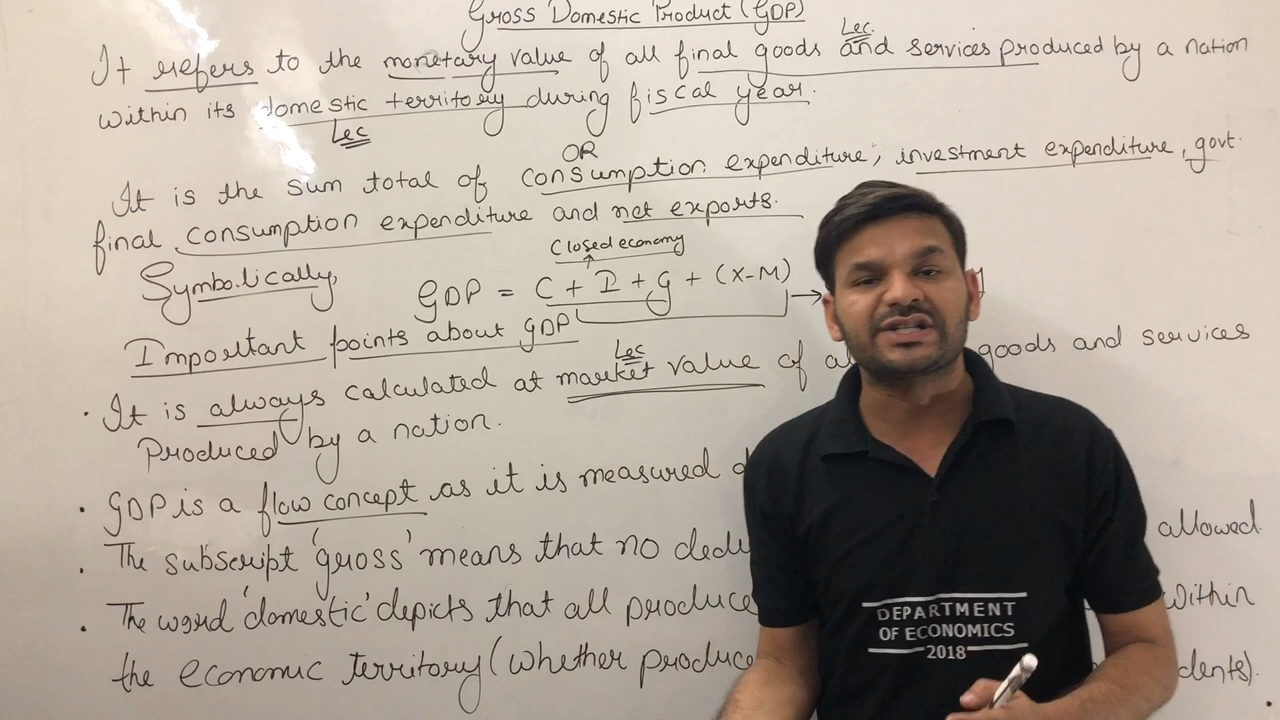 Gross Domestic Product (GDP)
Lec.
It refers to the monetary value of all final goods and services produced by a nation
within its domestic territory during fiscal year.
Lec
OR
It is the sum total of consumption expenditure, investment expenditure, govt.
final consumption expenditure and net exports.
Closed economy
Symbolically, GDP = C + I + G + (X-M) →
Important points about GDP
Lec
• It is always calculated at market value of goods and services
Produced by a nation.
• GDP is a flow concept as it is measured
• The subscript 'gross' means that no allowed
• The word 'domestic' depicts that all within
the economic territory (whether
DEPARTMENT
OF ECONOMICS
2018